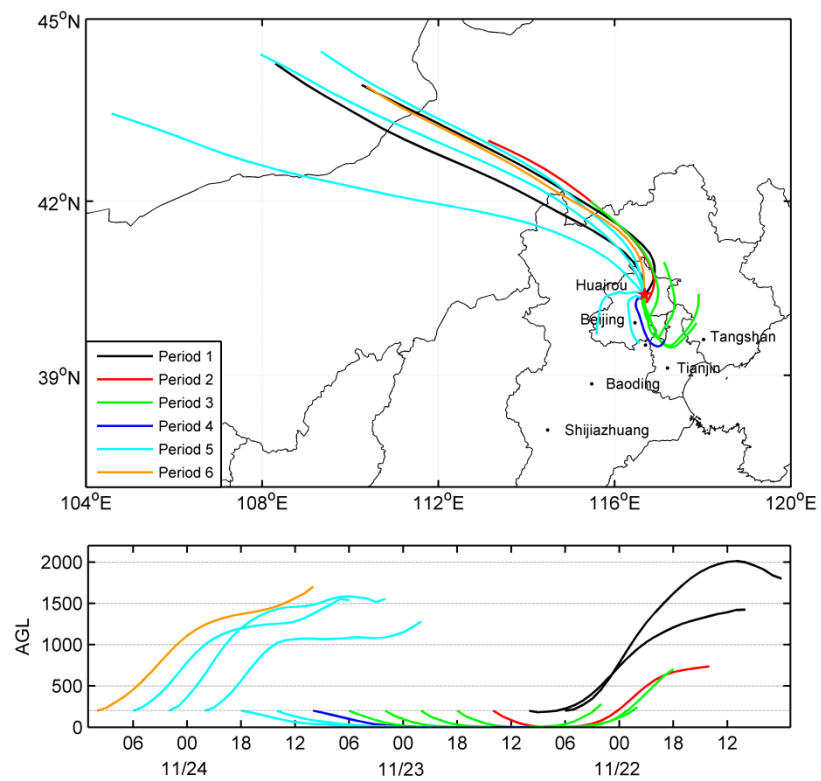 45°N
42°N
39°N
Huairou
Beijing
Tangshan
Tianjin
Baoding
Shijiazhuang
Period 1
Period 2
Period 3
Period 4
Period 5
Period 6
104°E 108°E 112°E 116°E 120°E
2000
1500
1000
500
0
AGL
06 00 18 12 06 00 18 12 06 00 18 12
11/24 11/23 11/22